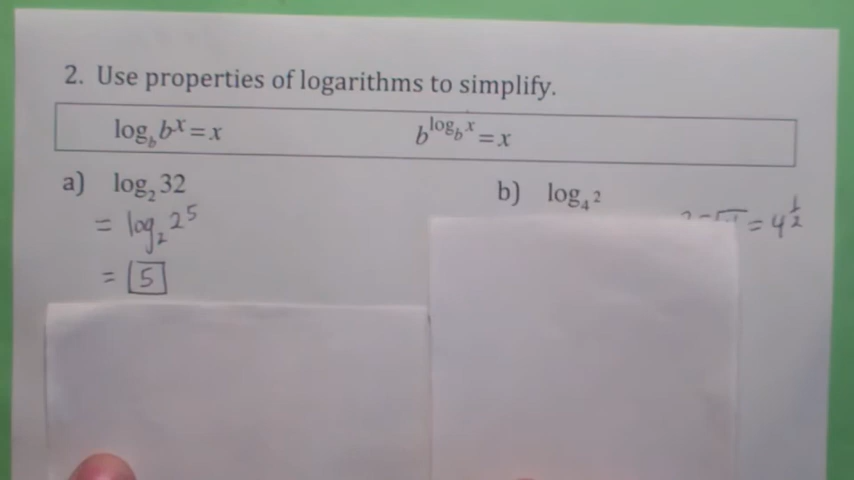 2. Use properties of logarithms to simplify.
log_b b^x = x
b^(log_b x) = x
a) log_2 32
= log_2 2^5
= 5
b) log_4 2
= 4^(1/2)